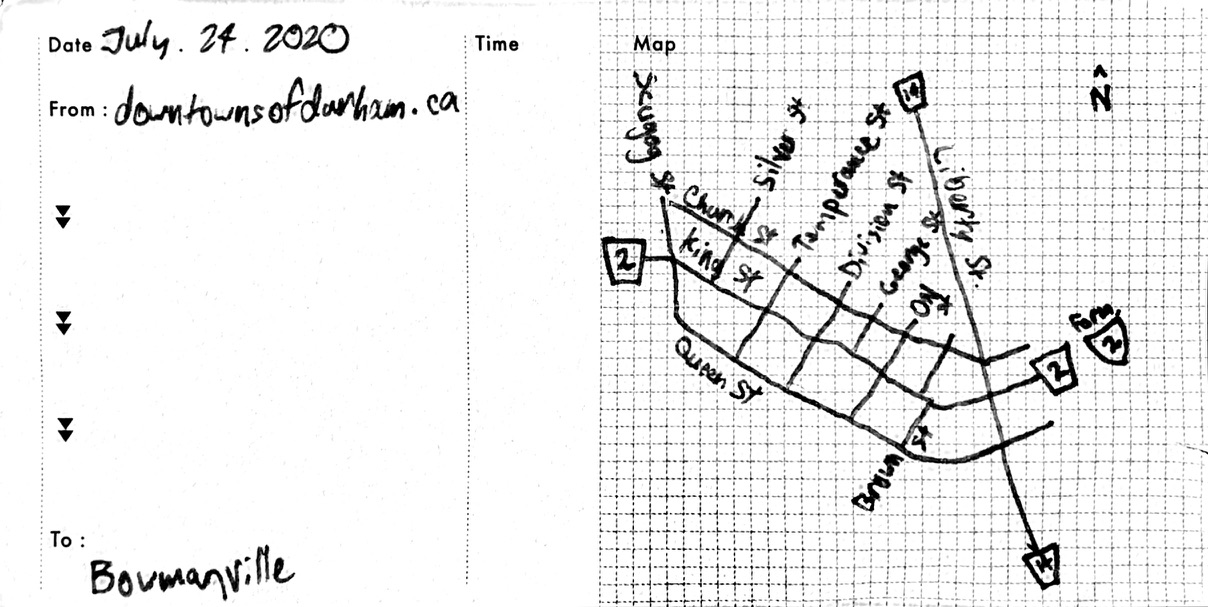 Date July. 24. 2020
Time
From : downtownsofdurham.ca
To :
Bowmanville
Map
N
14
Scugog St
Silver St
Temperance St
Division St
George St
Ont St
Liberty St.
Church St
King St
2
Queen St
Brown St
2
Form 2
14